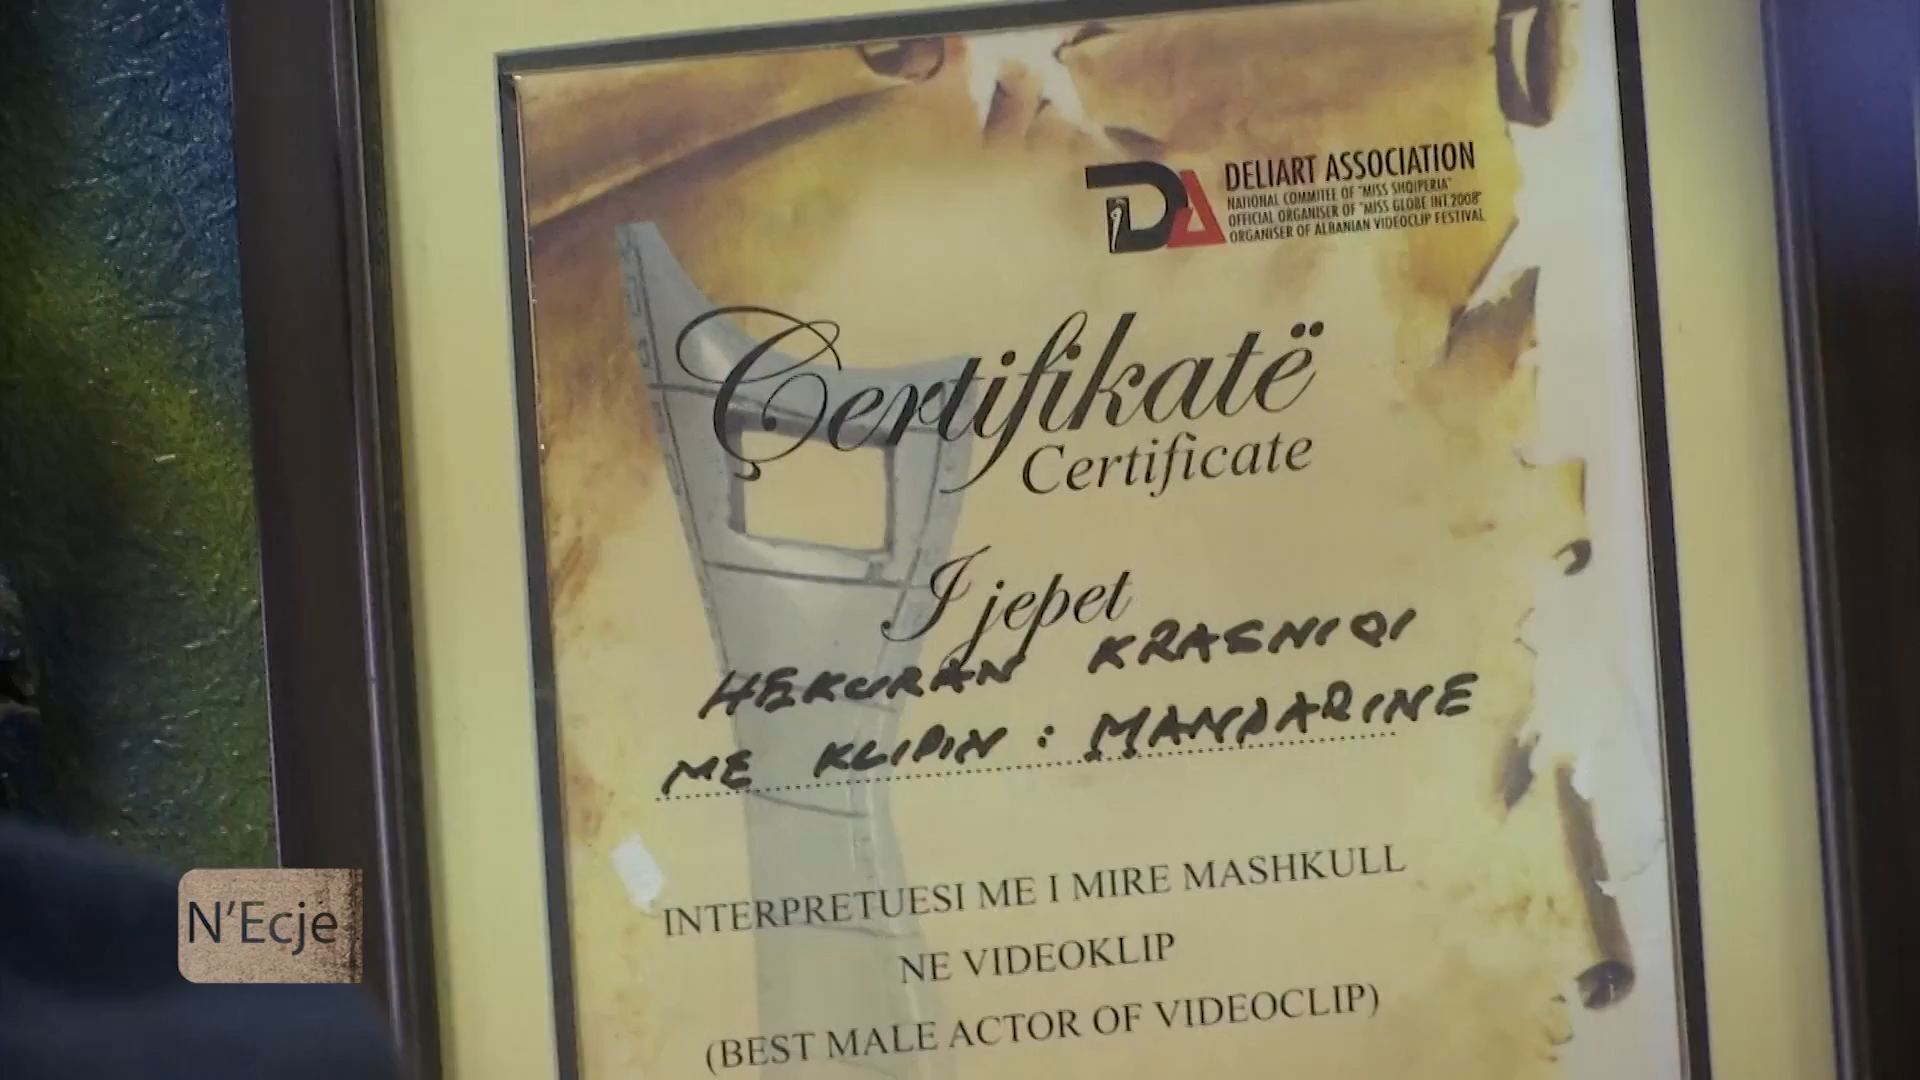 DELIART ASSOCIATION
NATIONAL COMMITEE OF "MISS SHQIPERIA"
OFFICIAL ORGANISER OF "MISS GLOBE INT.2008"
ORGANISER OF ALBANIAN VIDEOCLIP FESTIVAL
Çertifikatë
Certificate
I jepet
HEKURAN KRASNIQI
ME KLIPIN : MANDARINE
INTERPRETUESI ME I MIRE MASHKULL
NE VIDEOKLIP
(BEST MALE ACTOR OF VIDEOCLIP)
N'Ecje